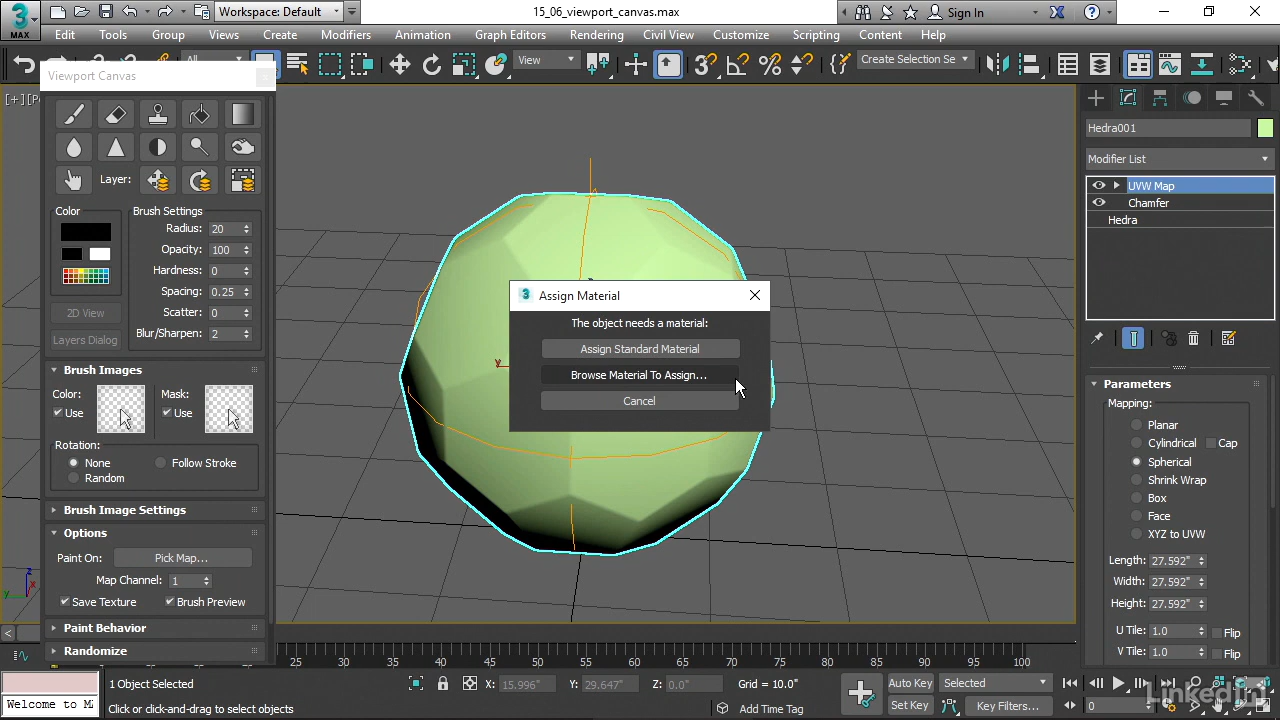 3
MAX
Workspace: Default
15_06_viewport_canvas.max
Sign In
Edit Tools Group Views Create Modifiers Animation Graph Editors Rendering Civil View Customize Scripting Content Help
All
View
Create Selection Se
Viewport Canvas
[+]
Layer:
Color
Brush Settings
Radius: 20
Opacity: 100
Hardness: 0
Spacing: 0.25
Scatter: 0
Blur/Sharpen: 2
2D View
Layers Dialog
Brush Images
Color:
Use
Mask:
Use
Rotation:
None
Follow Stroke
Random
Brush Image Settings
Options
Paint On: Pick Map...
Map Channel: 1
Save Texture
Brush Preview
Paint Behavior
Randomize
Assign Material
The object needs a material:
Assign Standard Material
Browse Material To Assign...
Cancel
y
z
x
y
Hedra001
Modifier List
UVW Map
Chamfer
Hedra
Parameters
Mapping:
Planar
Cylindrical Cap
Spherical
Shrink Wrap
Box
Face
XYZ to UVW
Length: 27.592"
Width: 27.592"
Height: 27.592"
U Tile: 1.0 Flip
V Tile: 1.0 Flip
25 30 35 40 45 50 55 60 65 70 75 80 85 90 95 100
1 Object Selected
X: 15.996" Y: 29.647" Z: 0.0" Grid = 10.0"
Auto Key
Selected
Set Key
Key Filters...
0
Welcome to M
Click or click-and-drag to select objects
Add Time Tag
LinkedIn